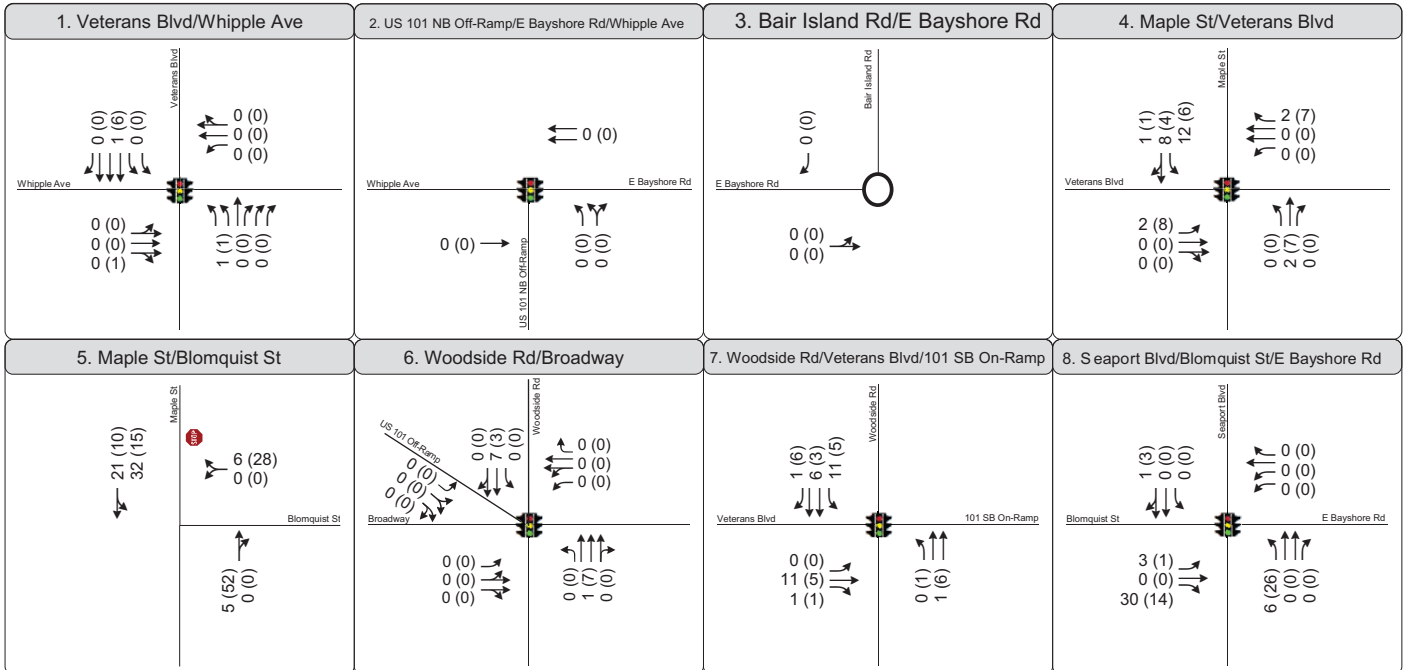 1. Veterans Blvd/Whipple Ave
Veterans Blvd
0 (0)
1 (6)
0 (0)
0 (0)
0 (0)
0 (0)
Whipple Ave
0 (0)
0 (0)
0 (1)
1 (1)
0 (0)
0 (0)
2. US 101 NB Off-Ramp/E Bayshore Rd/Whipple Ave
0 (0)
Whipple Ave
E Bayshore Rd
0 (0)
US 101 NB Off-Ramp
0 (0)
0 (0)
3. Bair Island Rd/E Bayshore Rd
Bair Island Rd
0 (0)
E Bayshore Rd
0 (0)
0 (0)
4. Maple St/Veterans Blvd
Maple St
1 (1)
8 (4)
12 (6)
2 (7)
0 (0)
0 (0)
Veterans Blvd
2 (8)
0 (0)
0 (0)
0 (0)
2 (7)
0 (0)
5. Maple St/Blomquist St
Maple St
STOP
21 (10)
32 (15)
6 (28)
0 (0)
Blomquist St
5 (52)
0 (0)
6. Woodside Rd/Broadway
Woodside Rd
US 101 Off-Ramp
0 (0)
0 (0)
0 (0)
0 (0)
7 (3)
0 (0)
0 (0)
0 (0)
0 (0)
Broadway
0 (0)
0 (0)
0 (0)
0 (0)
1 (7)
0 (0)
7. Woodside Rd/Veterans Blvd/101 SB On-Ramp
Woodside Rd
1 (6)
6 (3)
11 (5)
Veterans Blvd
101 SB On-Ramp
0 (0)
11 (5)
1 (1)
0 (1)
1 (6)
8. Seaport Blvd/Blomquist St/E Bayshore Rd
Seaport Blvd
1 (3)
0 (0)
0 (0)
0 (0)
0 (0)
0 (0)
Blomquist St
E Bayshore Rd
3 (1)
0 (0)
30 (14)
6 (26)
0 (0)
0 (0)